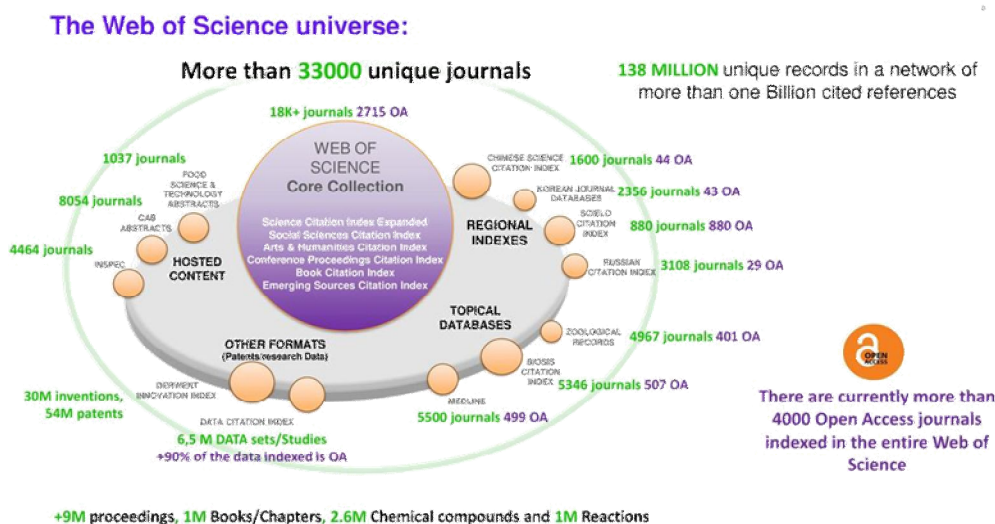 The Web of Science universe:
More than 33000 unique journals
138 MILLION unique records in a network of
more than one Billion cited references
18K+ journals 2715 OA
WEB OF
SCIENCE
Core Collection
Science Citation Index Expanded
Social Sciences Citation Index
Arts & Humanities Citation Index
Conference Proceedings Citation Index
Book Citation Index
Emerging Sources Citation Index
1037 journals
FOOD
SCIENCE &
TECHNOLOGY
ABSTRACTS
8054 journals
CAB
ABSTRACTS
4464 journals
INSPEC
HOSTED
CONTENT
CHINESE SCIENCE
CITATION INDEX
1600 journals 44 OA
KOREAN JOURNAL
DATABASES
2356 journals 43 OA
SCIELO
CITATION
INDEX
880 journals 880 OA
REGIONAL
INDEXES
RUSSIAN
CITATION INDEX
3108 journals 29 OA
TOPICAL
DATABASES
ZOOLOGICAL
RECORDS
4967 journals 401 OA
BIOSIS
CITATION
INDEX
5346 journals 507 OA
MEDLINE
5500 journals 499 OA
OTHER FORMATS
(Patents/research Data)
DERWENT
INNOVATION INDEX
30M inventions,
54M patents
DATA CITATION INDEX
6,5 M DATA sets/Studies
+90% of the data indexed is OA
OPEN
ACCESS
There are currently more than
4000 Open Access journals
indexed in the entire Web of
Science
+9M proceedings, 1M Books/Chapters, 2.6M Chemical compounds and 1M Reactions